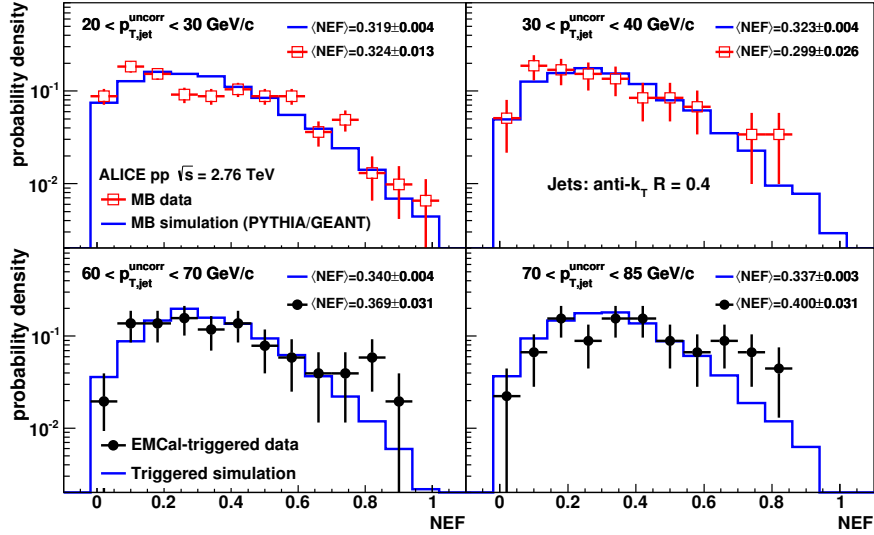 20 < p_{T,jet}^{uncorr} < 30 GeV/c
⟨NEF⟩=0.319±0.004
⟨NEF⟩=0.324±0.013
ALICE pp √s = 2.76 TeV
MB data
MB simulation (PYTHIA/GEANT)
probability density
10^{-1}
10^{-2}
30 < p_{T,jet}^{uncorr} < 40 GeV/c
⟨NEF⟩=0.323±0.004
⟨NEF⟩=0.299±0.026
Jets: anti-k_T R = 0.4
60 < p_{T,jet}^{uncorr} < 70 GeV/c
⟨NEF⟩=0.340±0.004
⟨NEF⟩=0.369±0.031
EMCal-triggered data
Triggered simulation
probability density
10^{-1}
10^{-2}
0 0.2 0.4 0.6 0.8 1
NEF
70 < p_{T,jet}^{uncorr} < 85 GeV/c
⟨NEF⟩=0.337±0.003
⟨NEF⟩=0.400±0.031
0 0.2 0.4 0.6 0.8 1
NEF